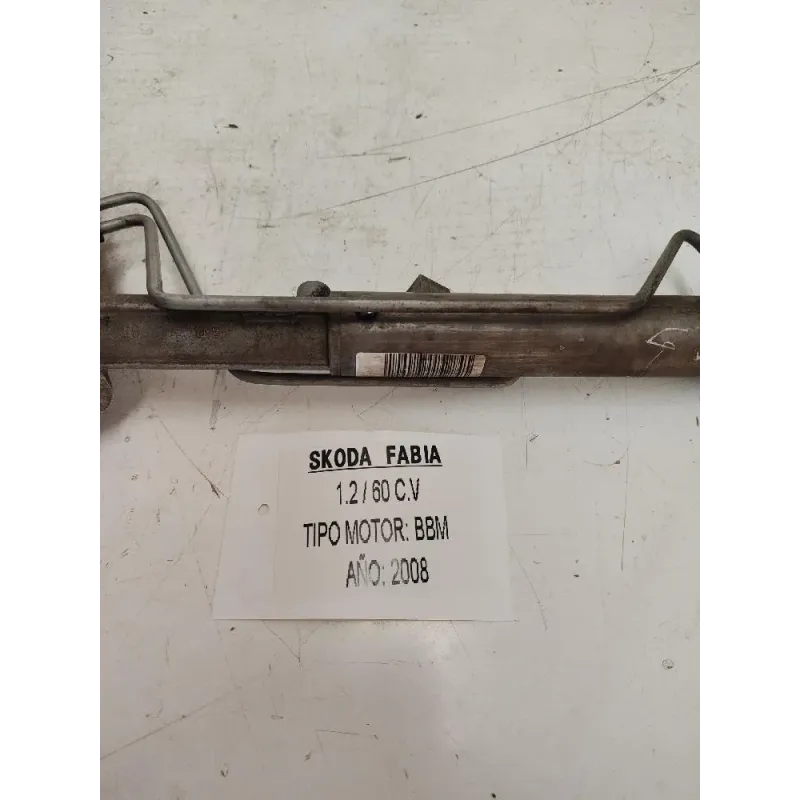 SKODA FABIA
1.2 / 60 C.V
TIPO MOTOR: BBM
AÑO: 2008